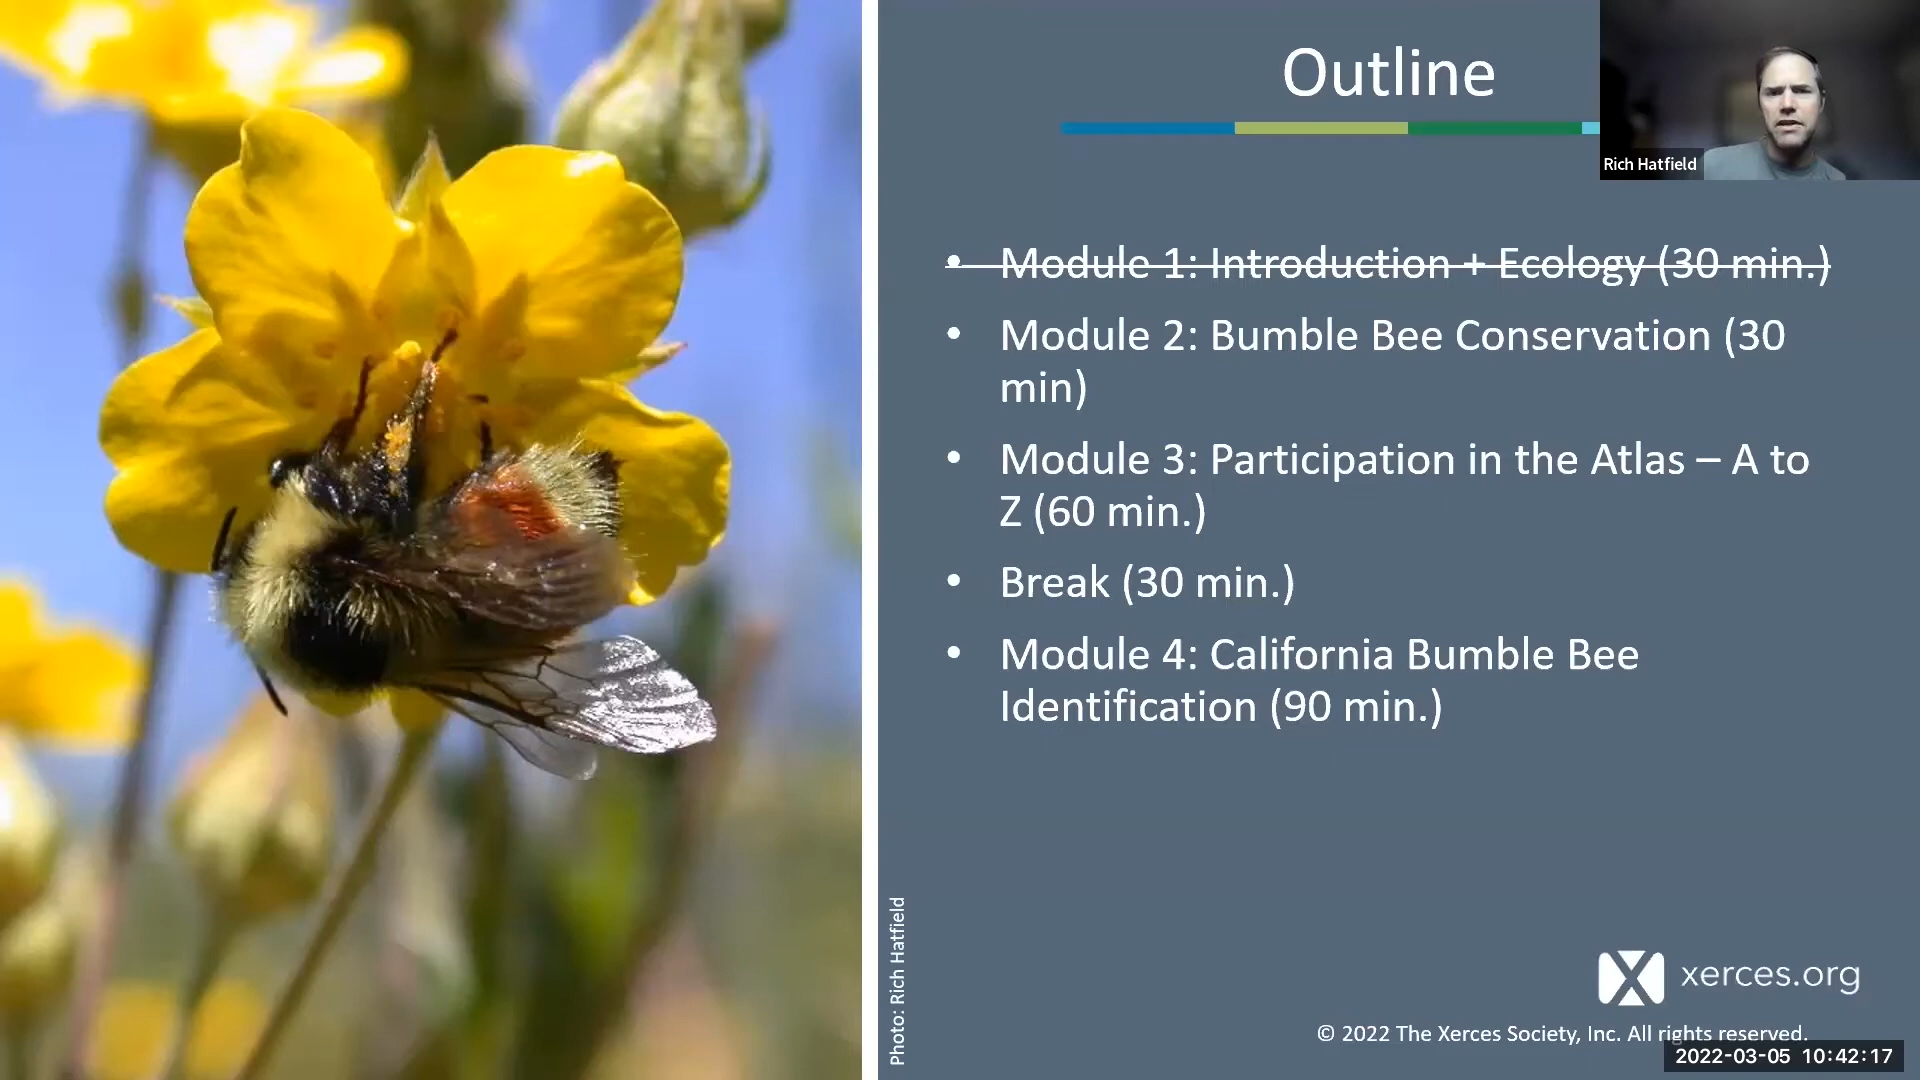 Outline
Rich Hatfield
• Module 1: Introduction + Ecology (30 min.)
• Module 2: Bumble Bee Conservation (30
min)
• Module 3: Participation in the Atlas – A to
Z (60 min.)
• Break (30 min.)
• Module 4: California Bumble Bee
Identification (90 min.)
Photo: Rich Hatfield
xerces.org
© 2022 The Xerces Society, Inc. All rights reserved.
2022-03-05 10:42:17